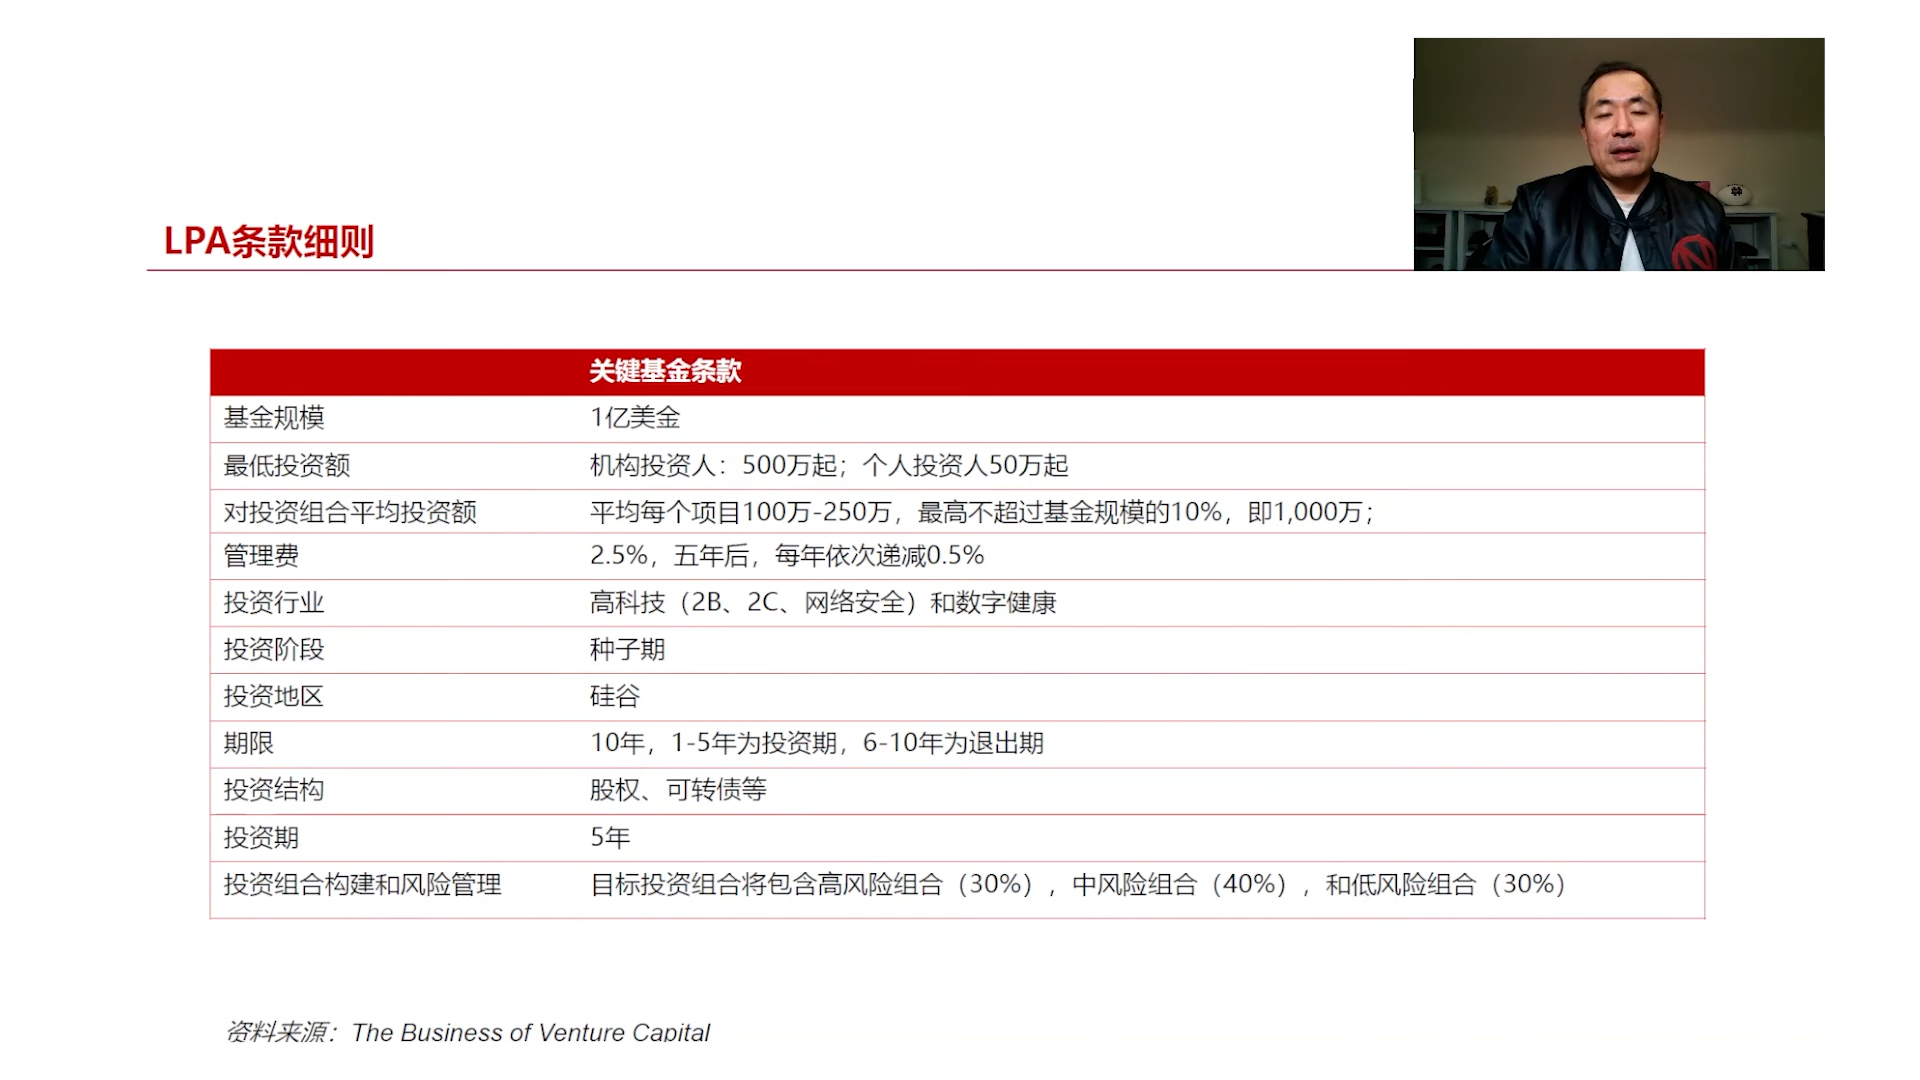 LPA条款细则
关键基金条款
基金规模 1亿美金
最低投资额 机构投资人：500万起；个人投资人50万起
对投资组合平均投资额 平均每个项目100万-250万，最高不超过基金规模的10%，即1,000万；
管理费 2.5%，五年后，每年依次递减0.5%
投资行业 高科技（2B、2C、网络安全）和数字健康
投资阶段 种子期
投资地区 硅谷
期限 10年，1-5年为投资期，6-10年为退出期
投资结构 股权、可转债等
投资期 5年
投资组合构建和风险管理 目标投资组合将包含高风险组合（30%），中风险组合（40%），和低风险组合（30%）
资料来源：The Business of Venture Capital